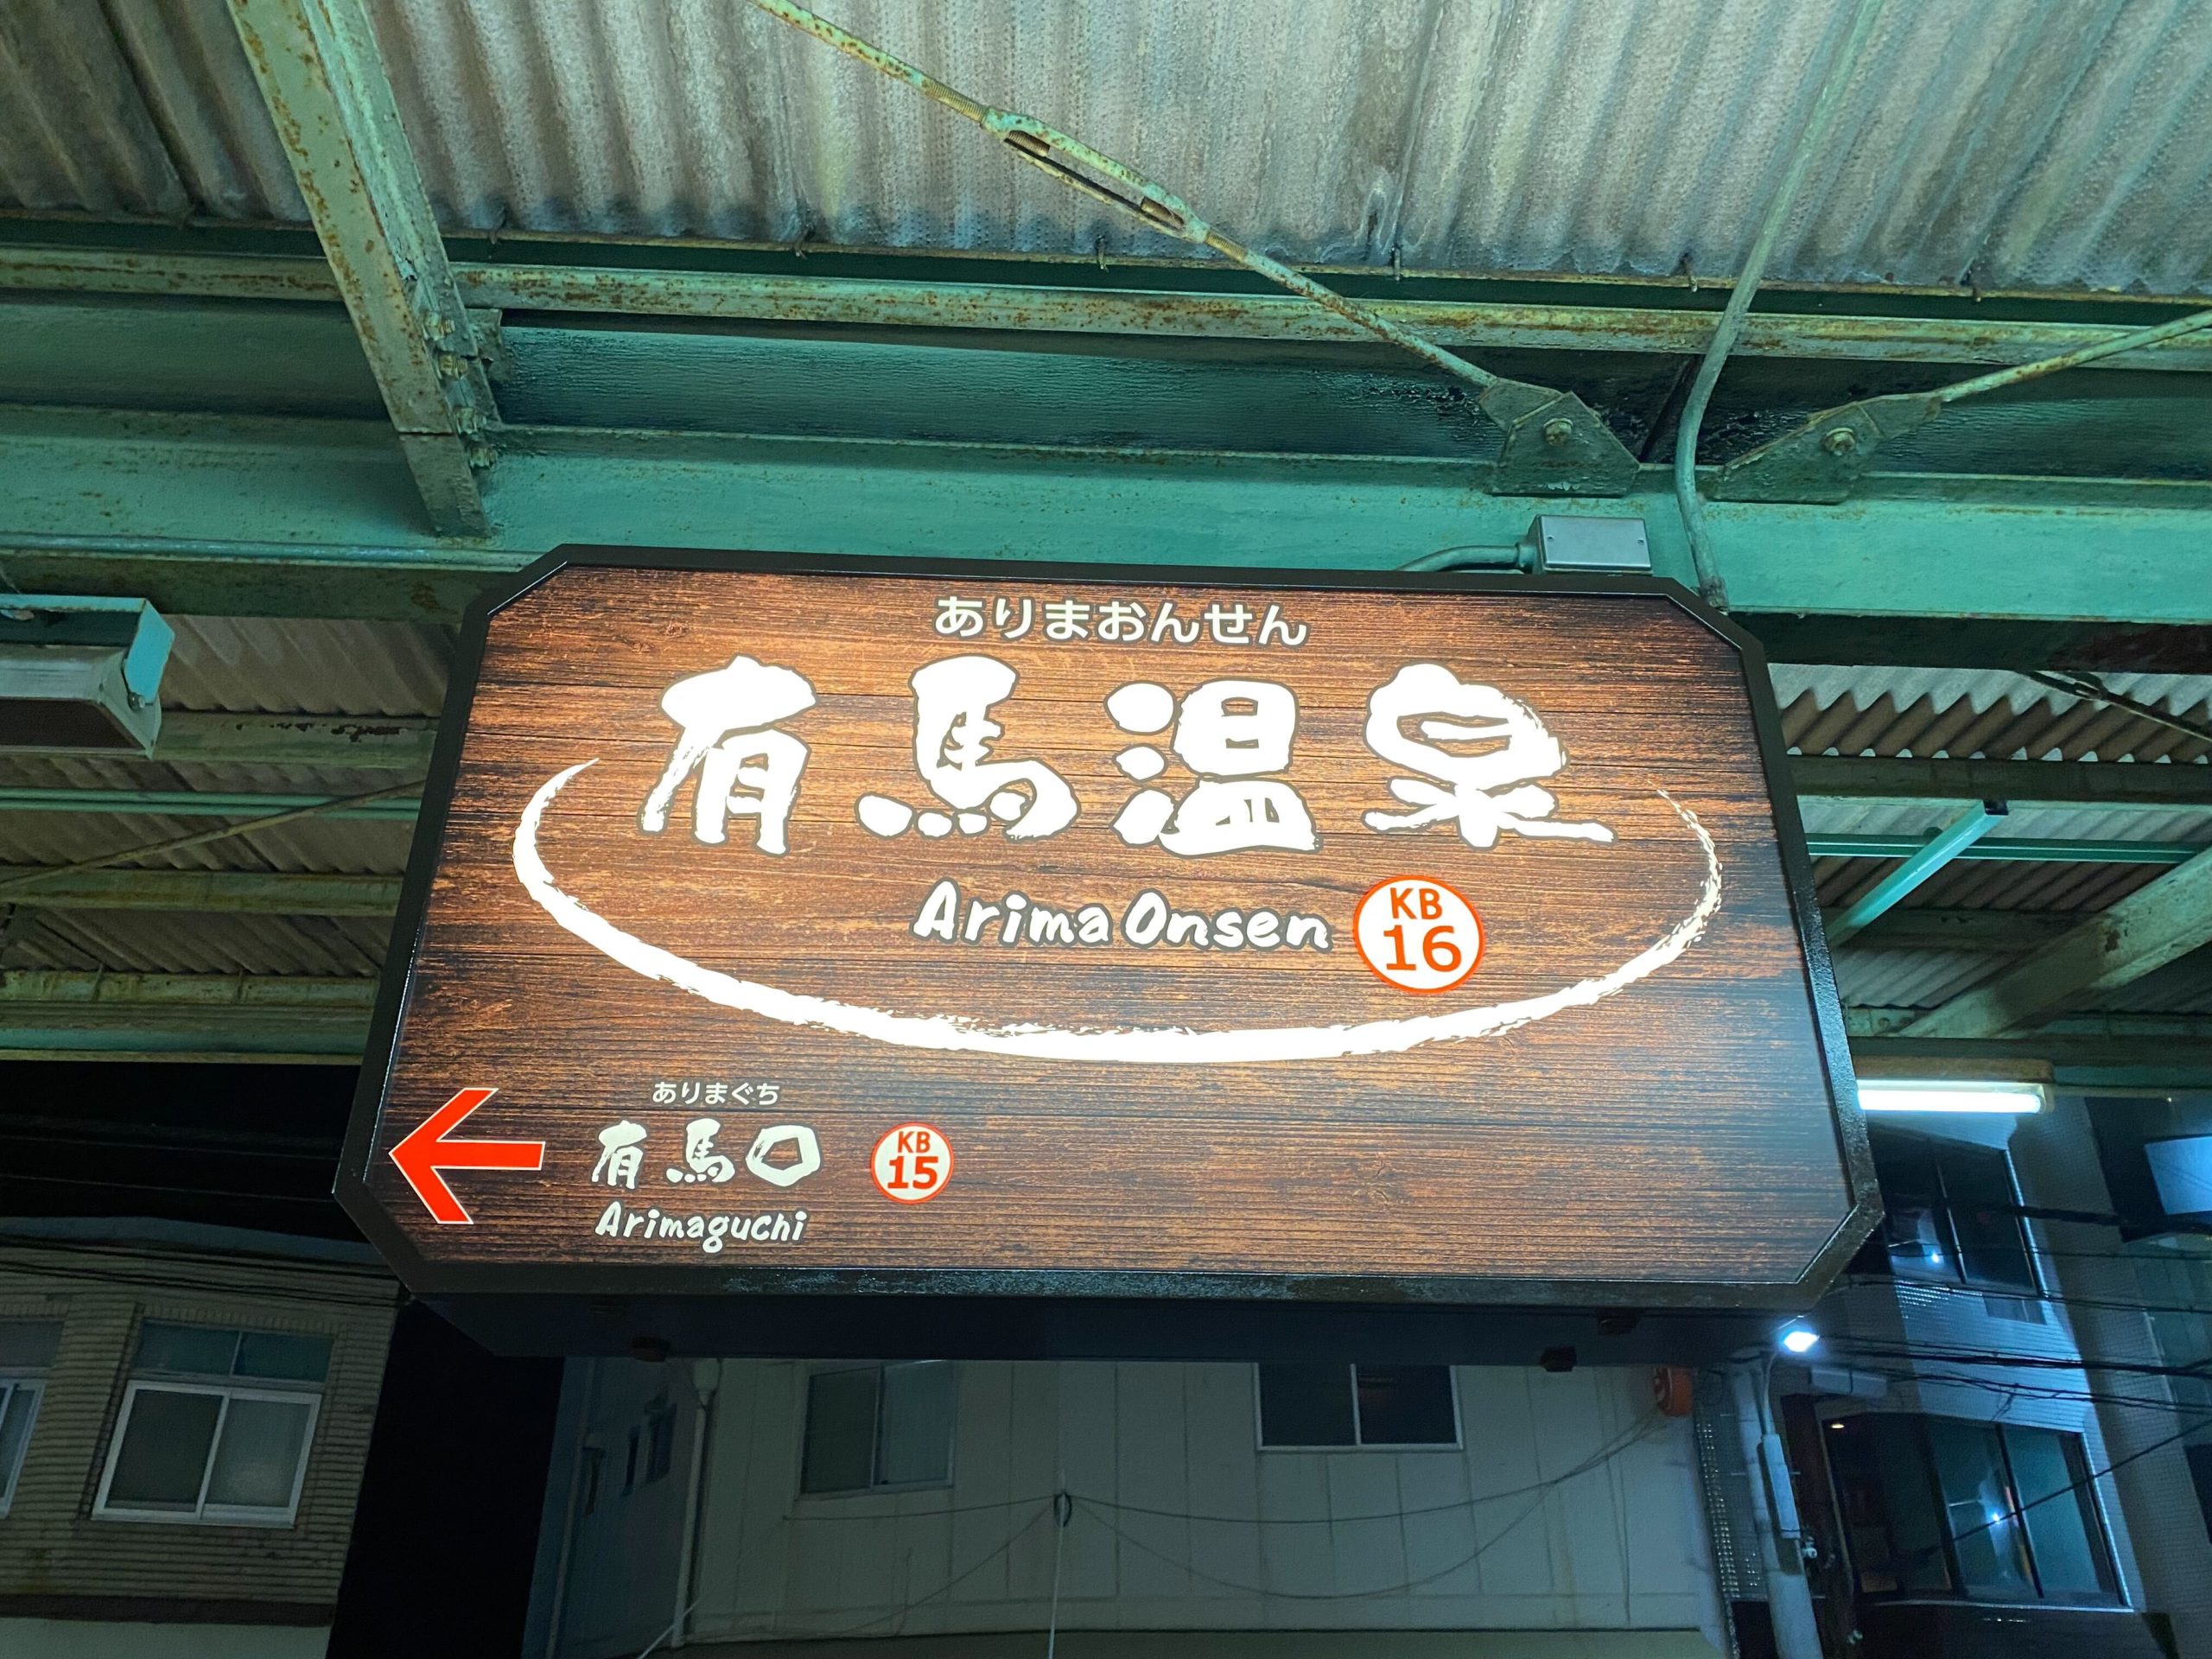 ありまおんせん
有馬温泉
Arima Onsen
KB
16
ありまぐち
有馬口
KB
15
Arimaguchi